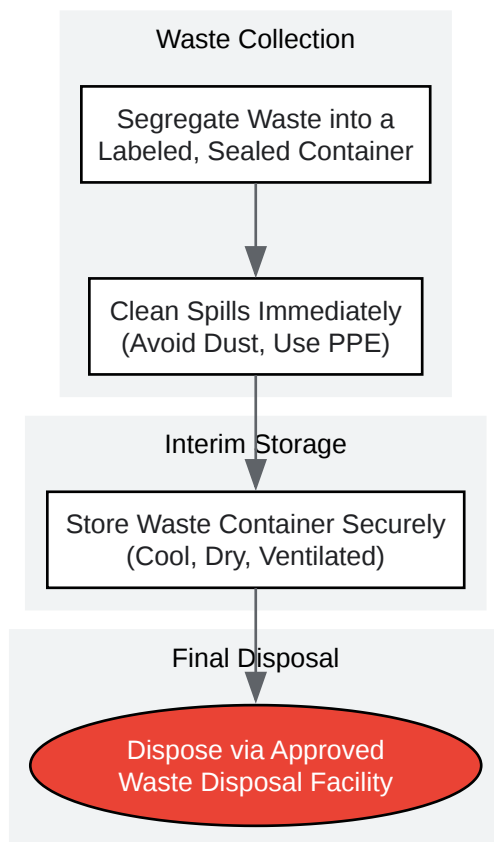 Waste Collection
Segregate Waste into a
Labeled, Sealed Container
Clean Spills Immediately
(Avoid Dust, Use PPE)
Interim Storage
Store Waste Container Securely
(Cool, Dry, Ventilated)
Final Disposal
Dispose via Approved
Waste Disposal Facility